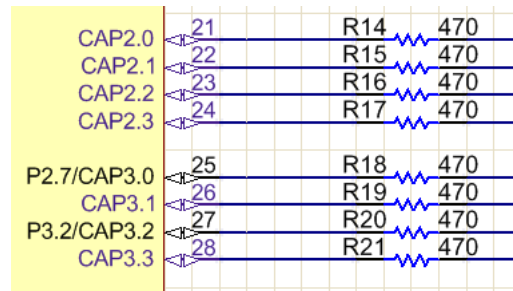 CAP2.0 21 R14 470
CAP2.1 22 R15 470
CAP2.2 23 R16 470
CAP2.3 24 R17 470
P2.7/CAP3.0 25 R18 470
CAP3.1 26 R19 470
P3.2/CAP3.2 27 R20 470
CAP3.3 28 R21 470